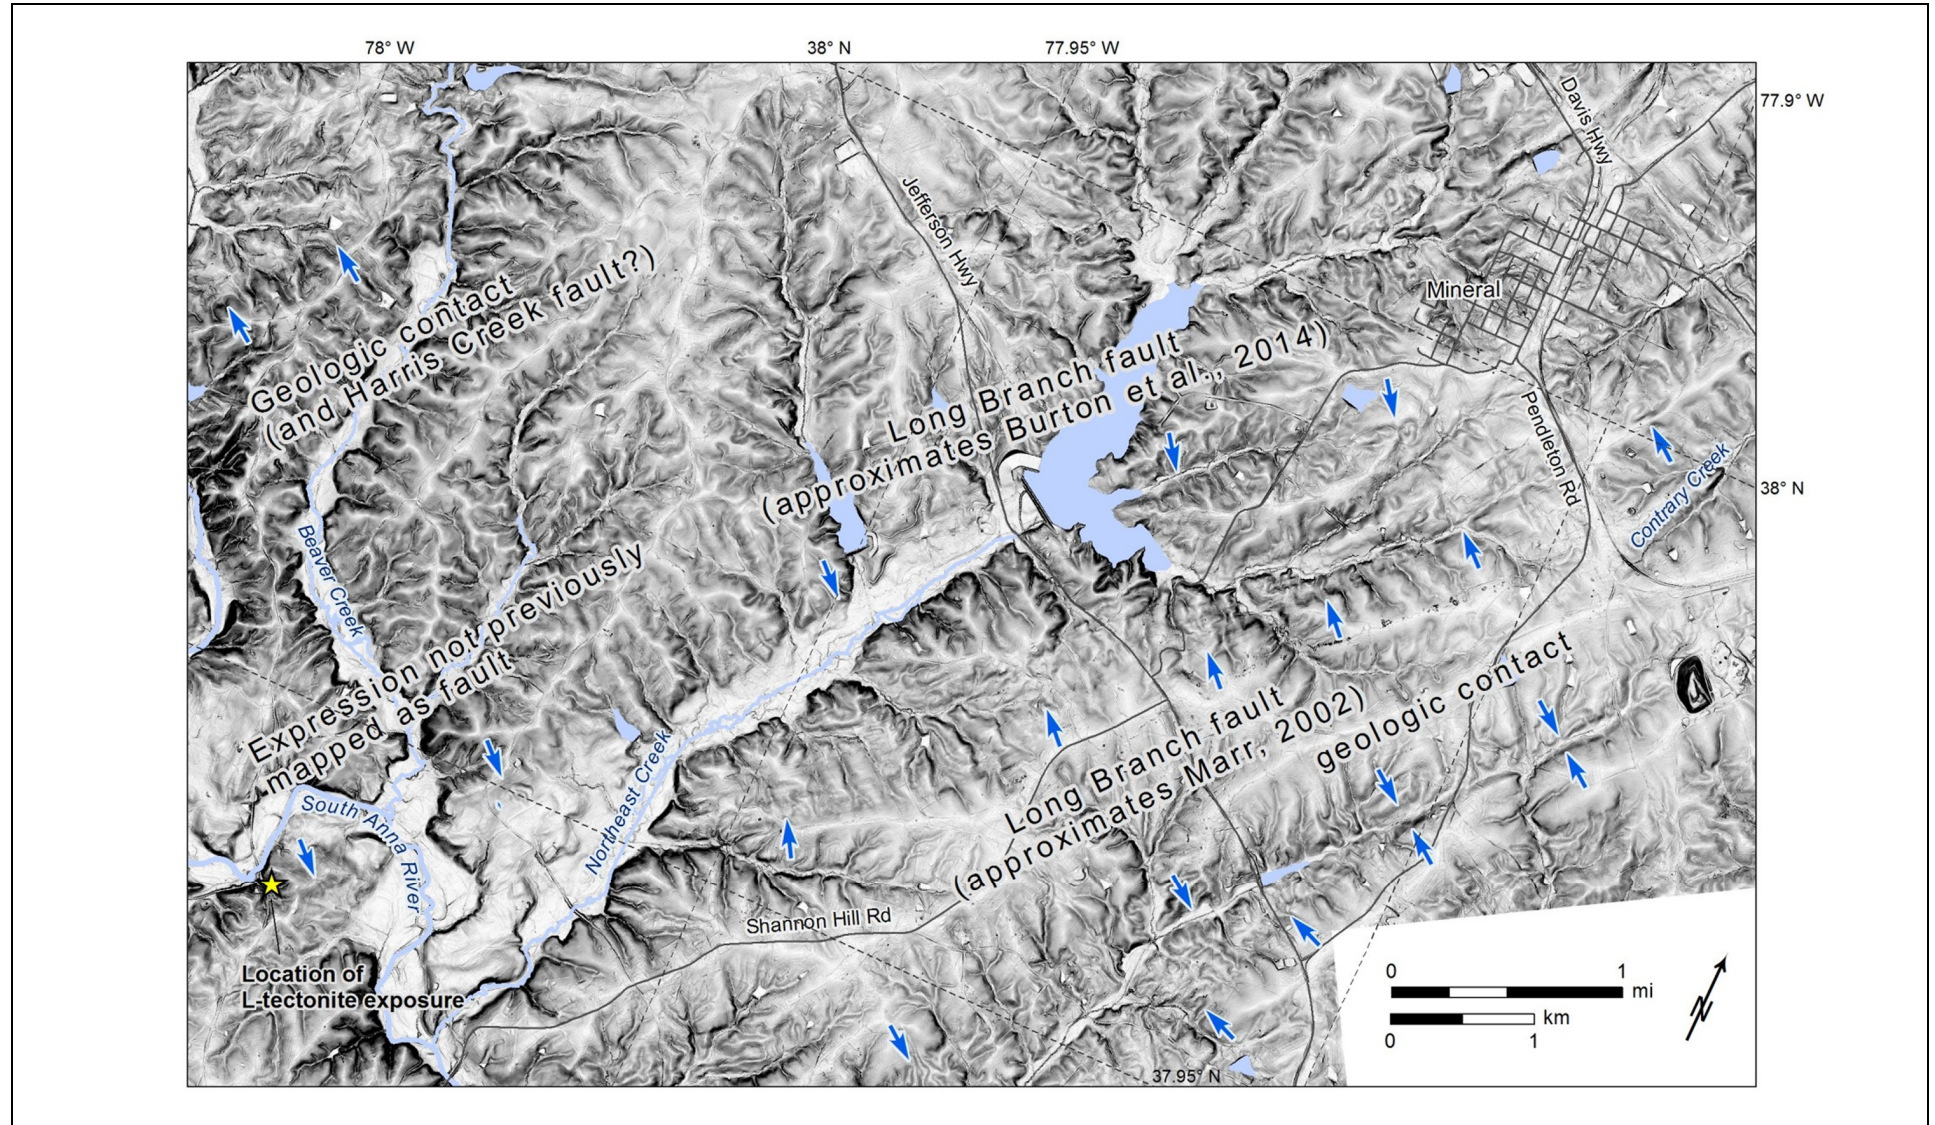 78° W
38° N
77.95° W
77.9° W
Davis Hwy
Jefferson Hwy
Geologic contact
(and Harris Creek fault?)
Mineral
Long Branch fault
(approximates Burton et al., 2014)
Pendleton Rd
Contrary Creek
38° N
Beaver Creek
Expression not previously
mapped as fault
geologic contact
Long Branch fault
(approximates Marr, 2002)
Northeast Creek
South Anna River
Shannon Hill Rd
Location of
L-tectonite exposure
0 1 mi
km
0 1
N
37.95° N